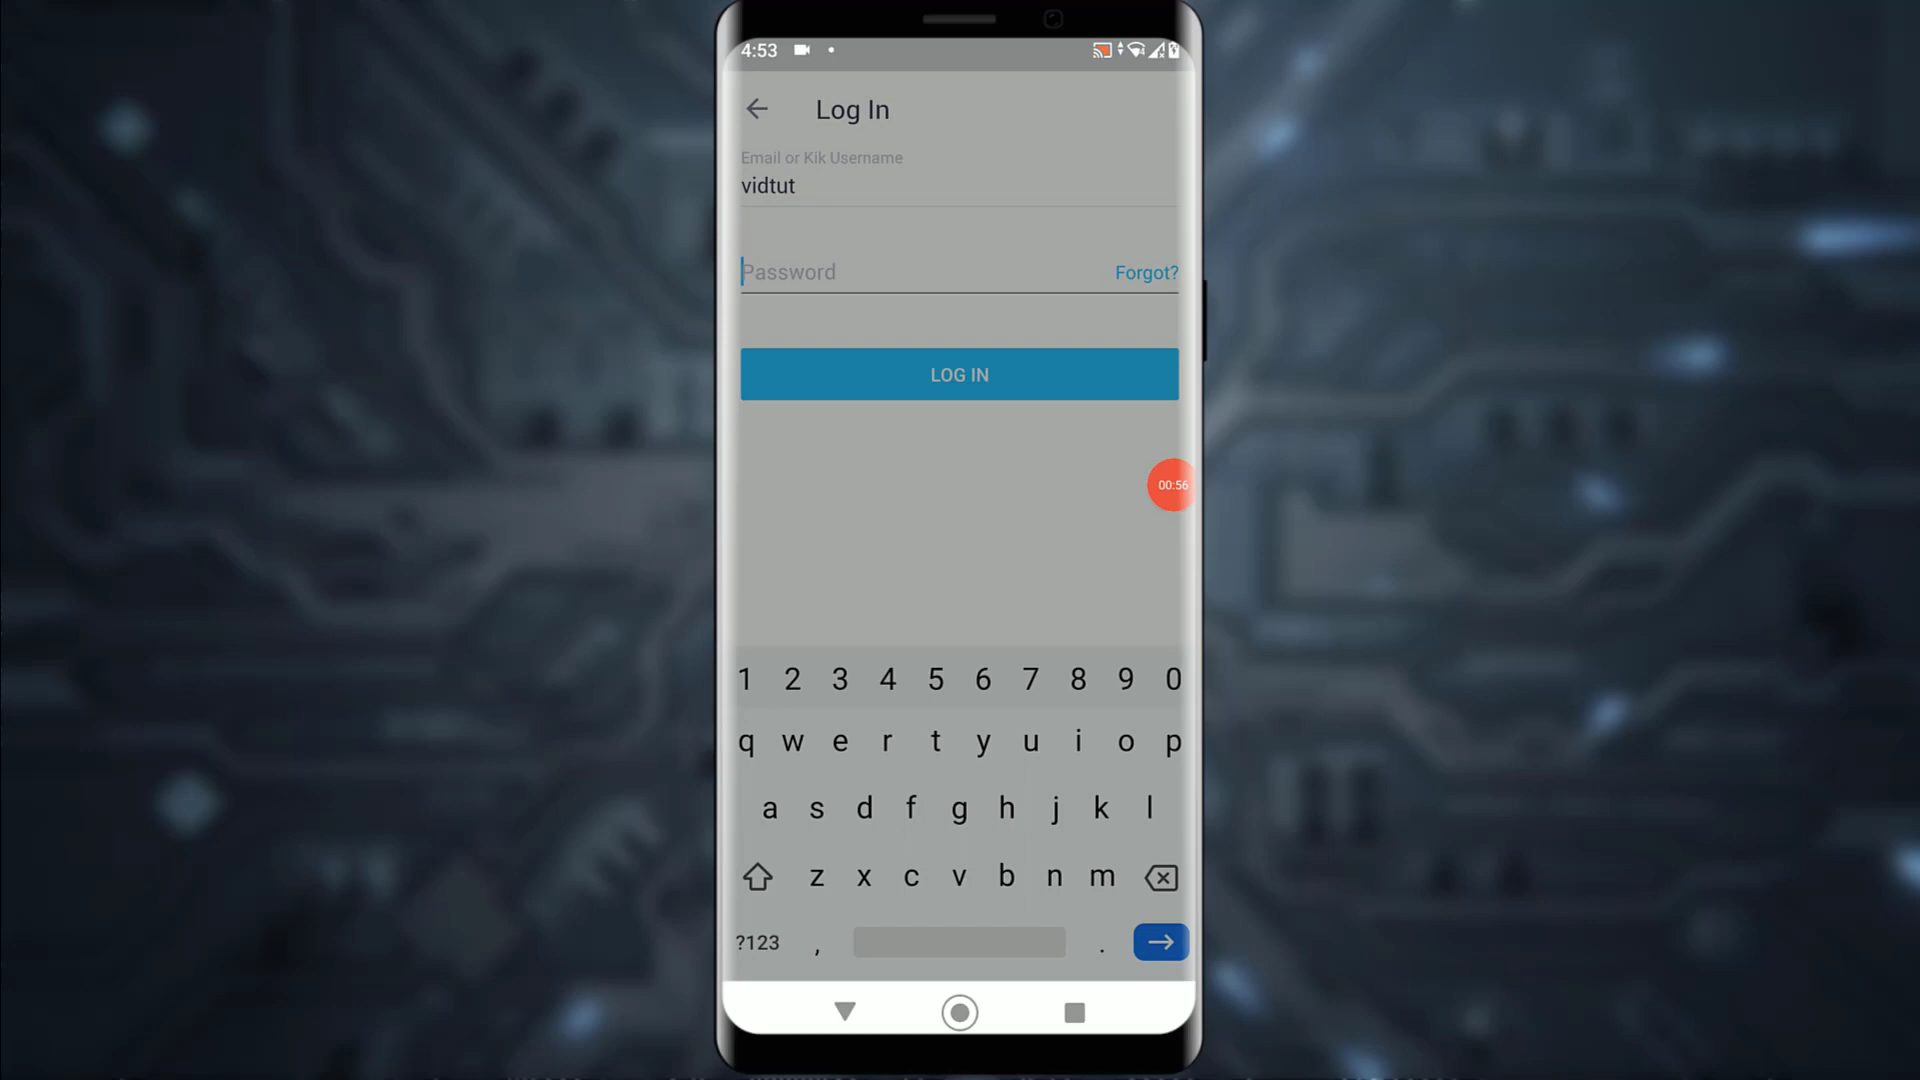 4:53
Log In
Email or Kik Username
vidtut
Password Forgot?
LOG IN
00:56
1 2 3 4 5 6 7 8 9 0
q w e r t y u i o p
a s d f g h j k l
z x c v b n m
?123 , .